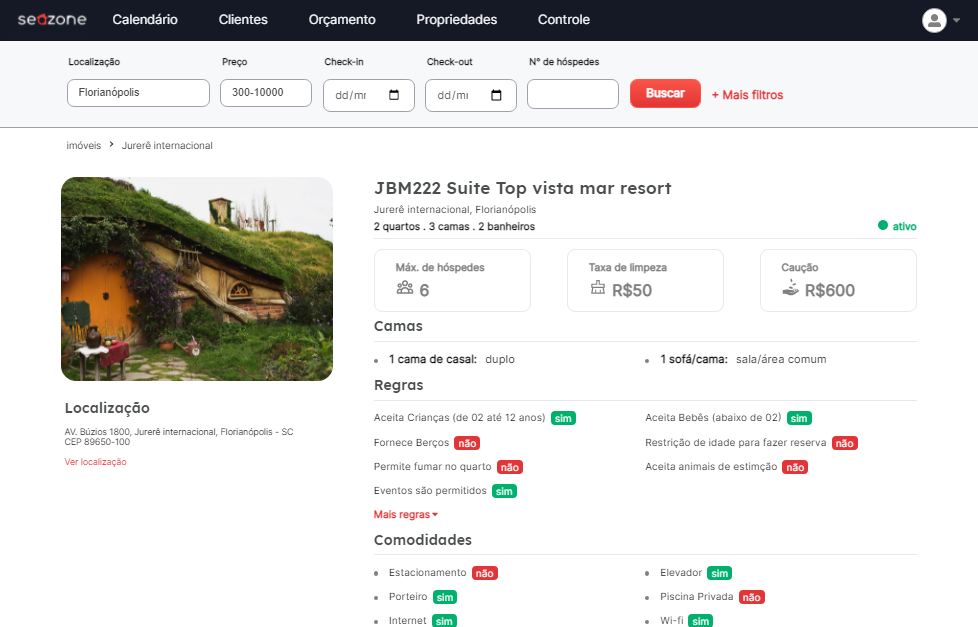 seazone Calendário Clientes Orçamento Propriedades Controle
Localização Preço Check-in Check-out Nº de hóspedes
Florianópolis 300-10000 dd/mr dd/mr Buscar + Mais filtros
imóveis > Jurerê internacional
JBM222 Suite Top vista mar resort
Jurerê internacional, Florianópolis
2 quartos . 3 camas . 2 banheiros ativo
Máx. de hóspedes Taxa de limpeza Caução
6 R$50 R$600
Camas
1 cama de casal: duplo 1 sofá/cama: sala/área comum
Regras
Aceita Crianças (de 02 até 12 anos) sim Aceita Bebês (abaixo de 02) sim
Fornece Berços não Restrição de idade para fazer reserva não
Permite fumar no quarto não Aceita animais de estimção não
Eventos são permitidos sim
Mais regras
Localização
AV. Búzios 1800, Jurerê internacional, Florianópolis - SC
CEP 89650-100
Ver localização
Comodidades
Estacionamento não Elevador sim
Porteiro sim Piscina Privada não
Internet sim Wi-fi sim